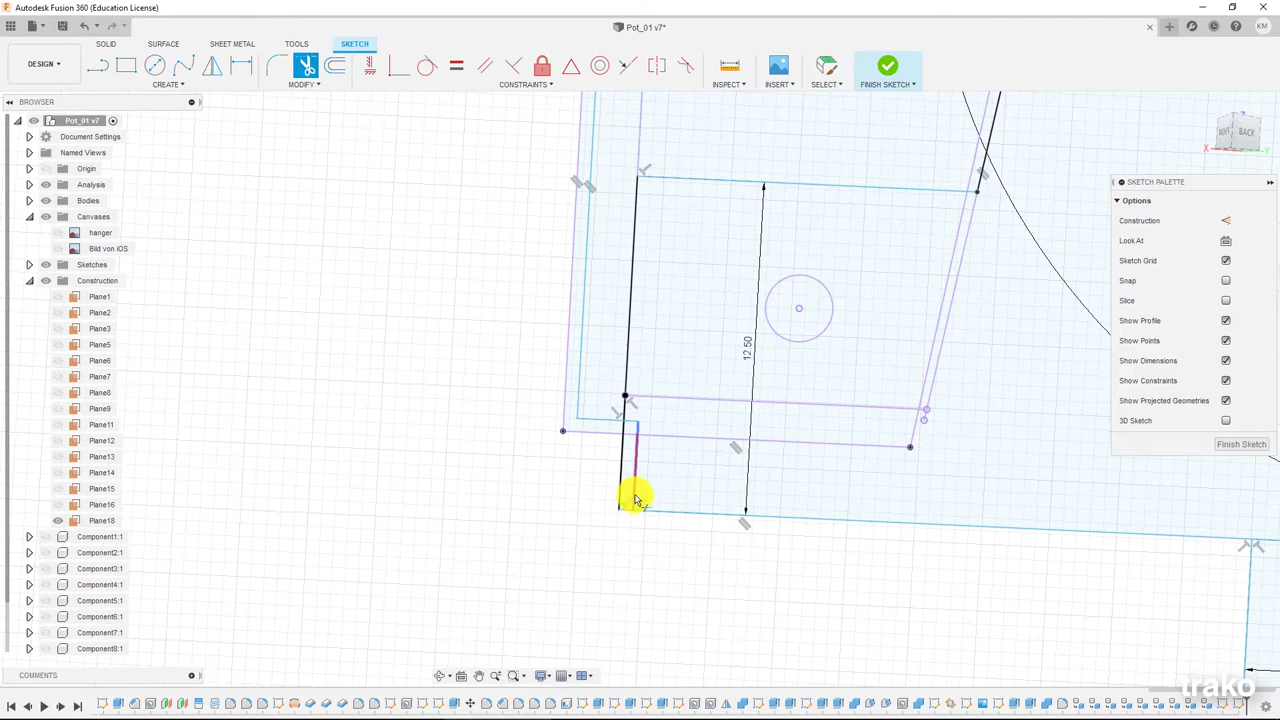 Autodesk Fusion 360 (Education License)
Pot_01 v7*
KM
DESIGN
SOLID
SURFACE
SHEET METAL
TOOLS
SKETCH
CREATE
MODIFY
CONSTRAINTS
INSPECT
INSERT
SELECT
FINISH SKETCH
BROWSER
Pot_01 v7
Document Settings
Named Views
Origin
Analysis
Bodies
Canvases
hanger
Bild von iOS
Sketches
Construction
Plane1
Plane2
Plane3
Plane5
Plane6
Plane7
Plane8
Plane9
Plane11
Plane12
Plane13
Plane14
Plane15
Plane16
Plane18
Component1:1
Component2:1
Component3:1
Component4:1
Component5:1
Component6:1
Component7:1
Component8:1
COMMENTS
12.50
RIGHT
BACK
X
Y
SKETCH PALETTE
Options
Construction
Look At
Sketch Grid
Snap
Slice
Show Profile
Show Points
Show Dimensions
Show Constraints
Show Projected Geometries
3D Sketch
Finish Sketch
trako